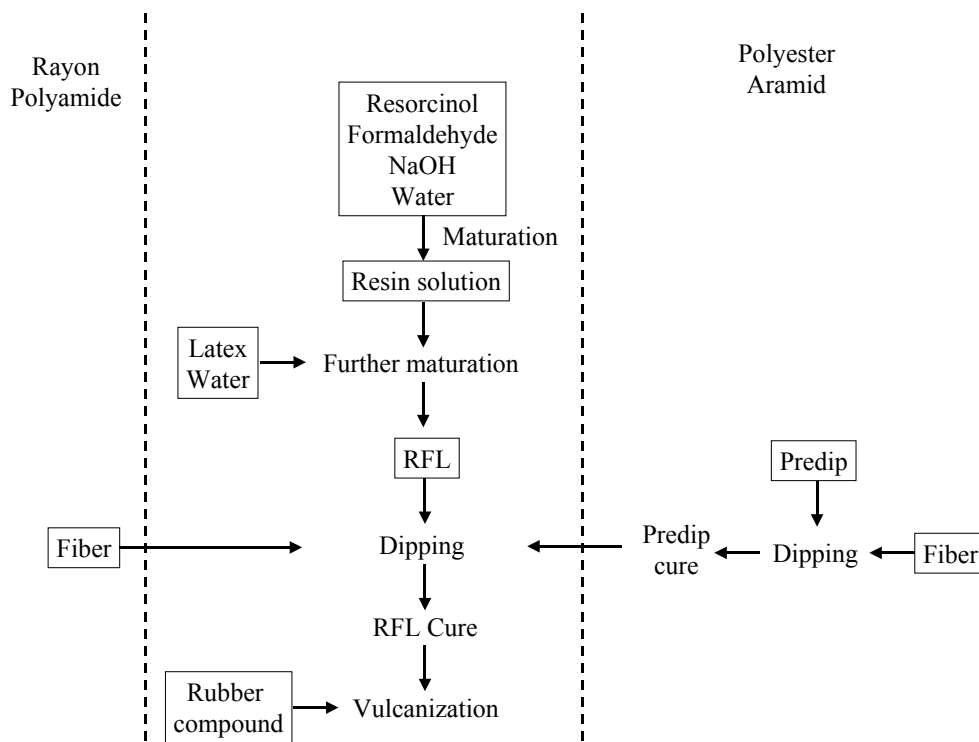 Rayon
Polyamide
Polyester
Aramid
Resorcinol
Formaldehyde
NaOH
Water
Maturation
Resin solution
Latex
Water
Further maturation
RFL
Predip
Fiber
Dipping
Predip
cure
Dipping
Fiber
RFL Cure
Rubber
compound
Vulcanization